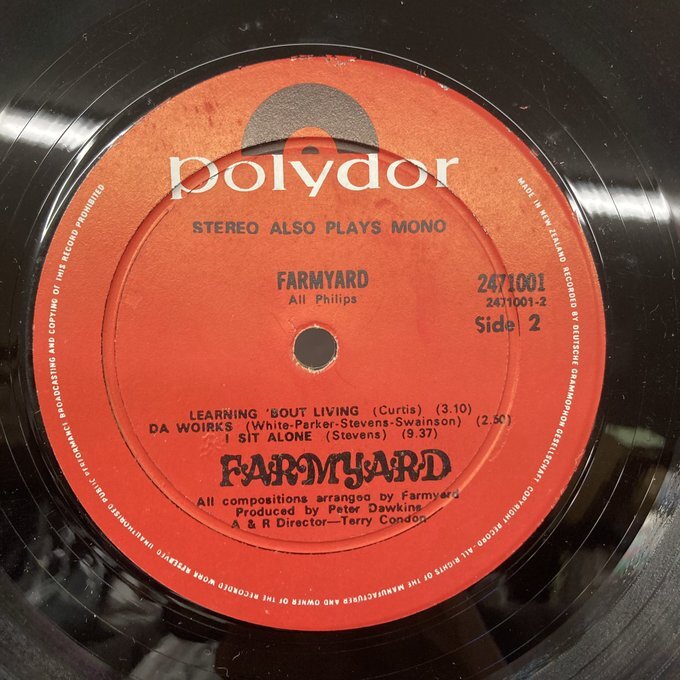 polydor
STEREO ALSO PLAYS MONO
FARMYARD
All Philips
2471001
2471001-2
Side 2
LEARNING 'BOUT LIVING (Curtis) (3.10)
DA WOIRKS (White-Parker-Stevens-Swainson) (2.50)
I SIT ALONE (Stevens) (9.37)
FARMYARD
All compositions arranged by Farmyard
Produced by Peter Dawkins
A & R Director—Terry Condon
MADE IN NEW ZEALAND. RECORDED BY DEUTSCHE GRAMMOPHON GESELLSCHAFT. COPYRIGHT RECORD. ALL RIGHTS OF THE MANUFACTURER AND OWNER OF THE RECORDED WORK RESERVED UNAUTHORISED PUBLIC PERFORMANCE BROADCASTING AND COPYING OF THIS RECORD PROHIBITED